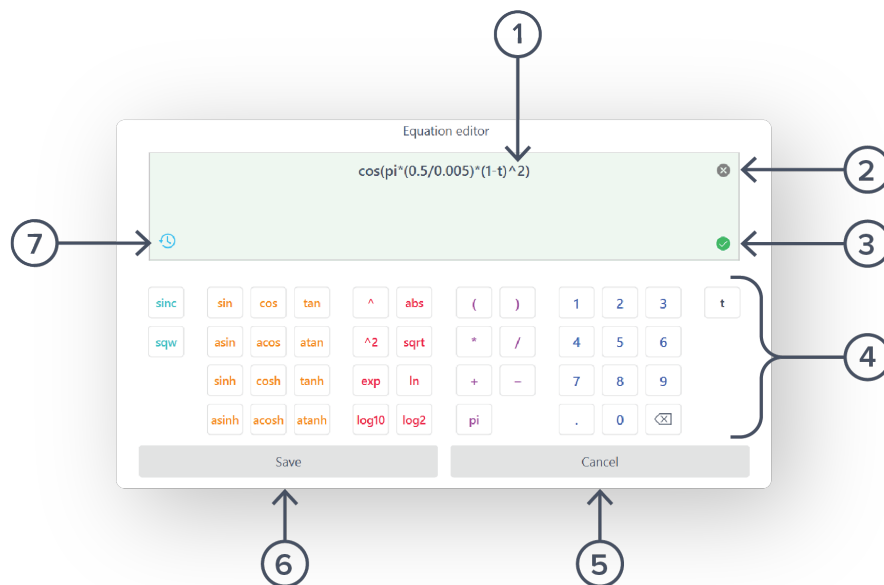 1
Equation editor
cos(pi*(0.5/0.005)*(1-t)^2)
2
7
3
sinc sin cos tan ^ abs ( ) 1 2 3 t
sqw asin acos atan ^2 sqrt * / 4 5 6
4
sinh cosh tanh exp ln + − 7 8 9
asinh acosh atanh log10 log2 pi . 0
Save Cancel
6 5